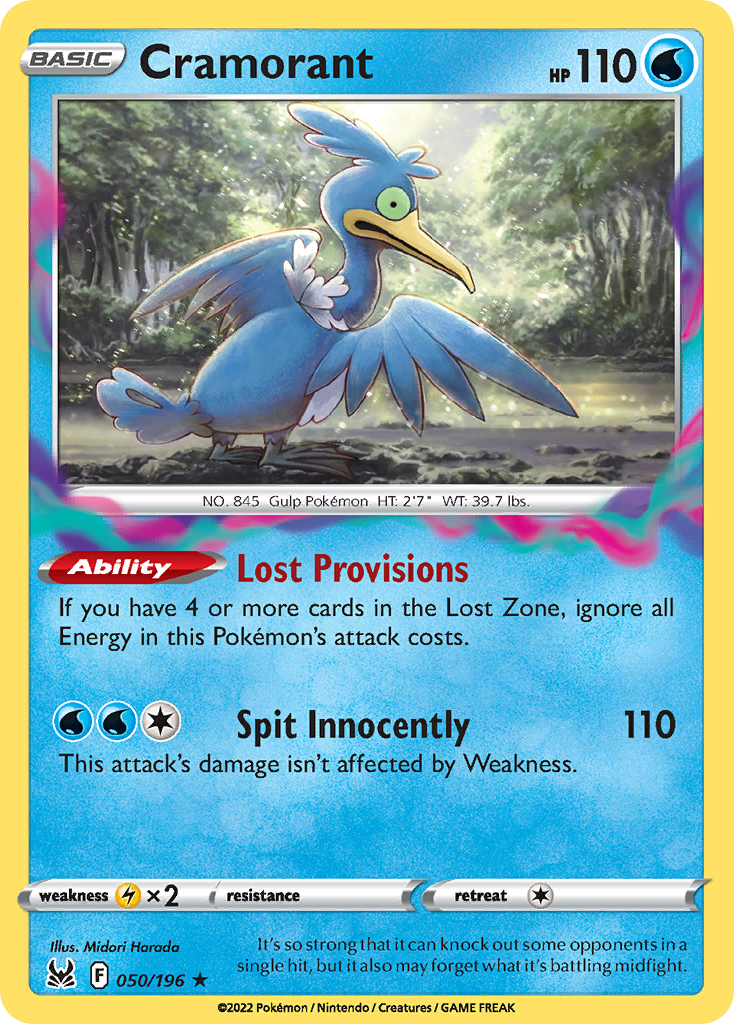 BASIC Cramorant HP 110
NO. 845 Gulp Pokémon HT: 2'7" WT: 39.7 lbs.
Ability Lost Provisions
If you have 4 or more cards in the Lost Zone, ignore all
Energy in this Pokémon's attack costs.
Spit Innocently 110
This attack's damage isn't affected by Weakness.
weakness ×2 resistance retreat
Illus. Midori Harada
It's so strong that it can knock out some opponents in a
single hit, but it also may forget what it's battling midfight.
F 050/196 ★
©2022 Pokémon / Nintendo / Creatures / GAME FREAK